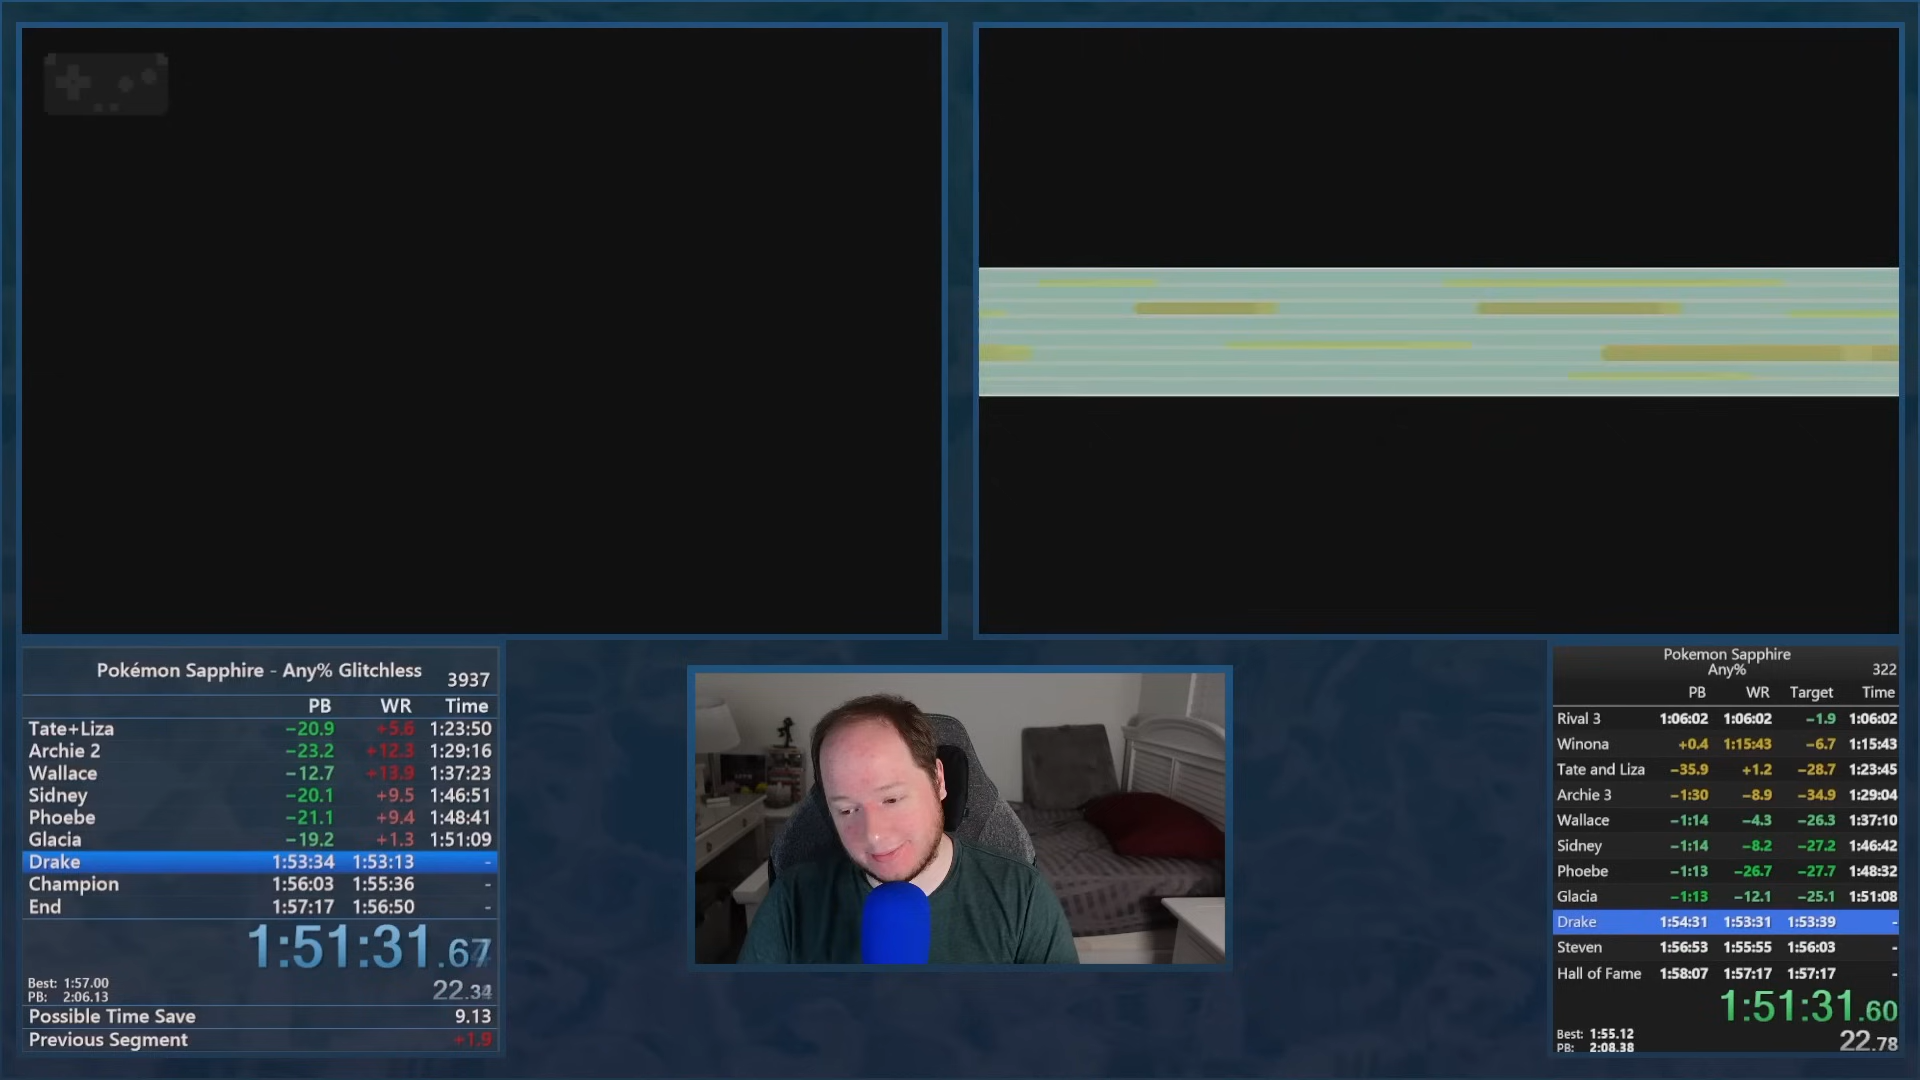 Pokémon Sapphire - Any% Glitchless 3937
PB WR Time
Tate+Liza −20.9 +5.6 1:23:50
Archie 2 −23.2 +12.3 1:29:16
Wallace −12.7 +13.9 1:37:23
Sidney −20.1 +9.5 1:46:51
Phoebe −21.1 +9.4 1:48:41
Glacia −19.2 +1.3 1:51:09
Drake 1:53:34 1:53:13 -
Champion 1:56:03 1:55:36 -
End 1:57:17 1:56:50 -
1:51:31.67
Best: 1:57.00
PB: 2:06.13
22.34
Possible Time Save 9.13
Previous Segment +1.9
Pokemon Sapphire
Any% 322
PB WR Target Time
Rival 3 1:06:02 1:06:02 −1.9 1:06:02
Winona +0.4 1:15:43 −6.7 1:15:43
Tate and Liza −35.9 +1.2 −28.7 1:23:45
Archie 3 −1:30 −8.9 −34.9 1:29:04
Wallace −1:14 −4.3 −26.3 1:37:10
Sidney −1:14 −8.2 −27.2 1:46:42
Phoebe −1:13 −26.7 −27.7 1:48:32
Glacia −1:13 −12.1 −25.1 1:51:08
Drake 1:54:31 1:53:31 1:53:39 -
Steven 1:56:53 1:55:55 1:56:03 -
Hall of Fame 1:58:07 1:57:17 1:57:17 -
1:51:31.60
Best: 1:55.12
PB: 2:08.38
22.78